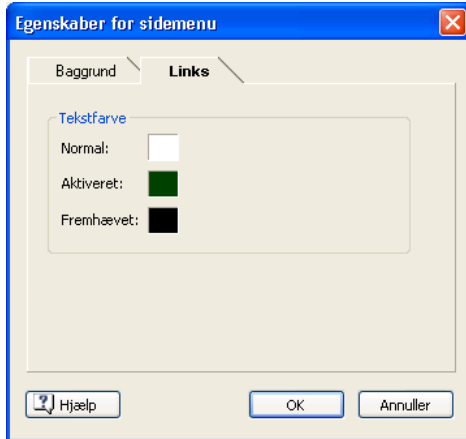 Egenskaber for sidemenu
Baggrund Links
Tekstfarve
Normal:
Aktiveret:
Fremhævet:
Hjælp OK Annuller